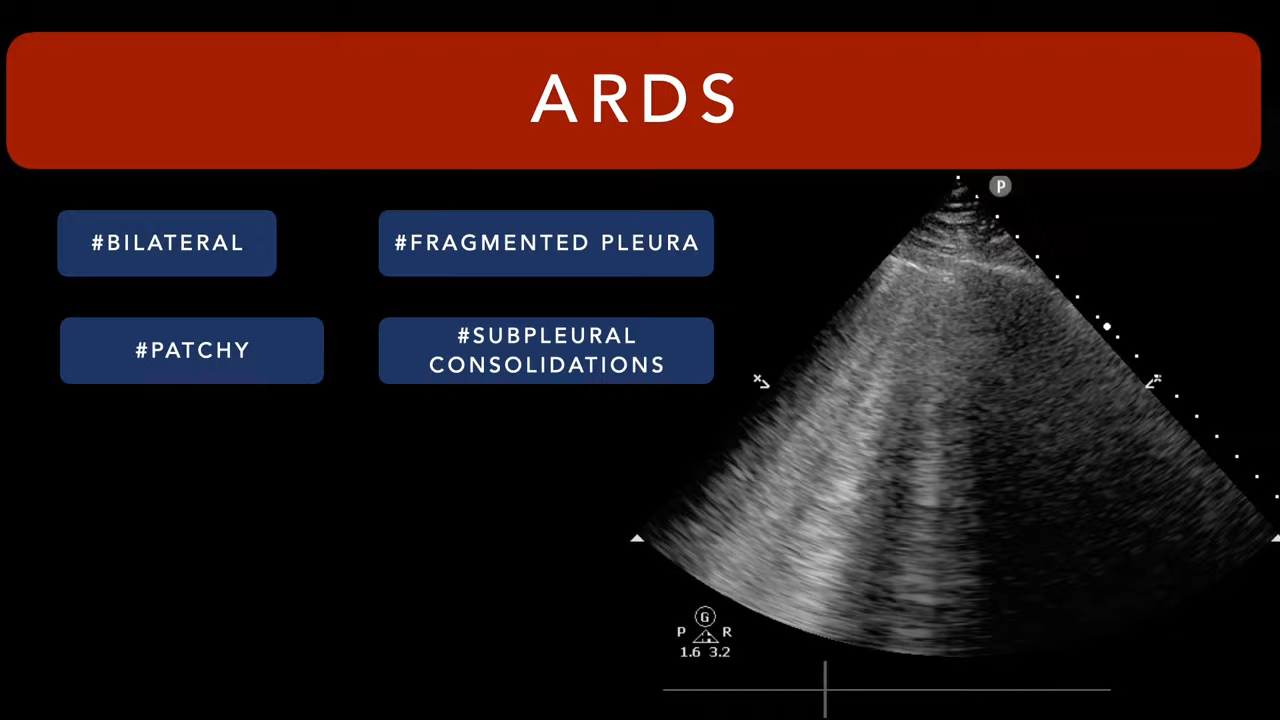 ARDS
#BILATERAL
#FRAGMENTED PLEURA
#PATCHY
#SUBPLEURAL
CONSOLIDATIONS
P
x
x
G
P R
1.6 3.2